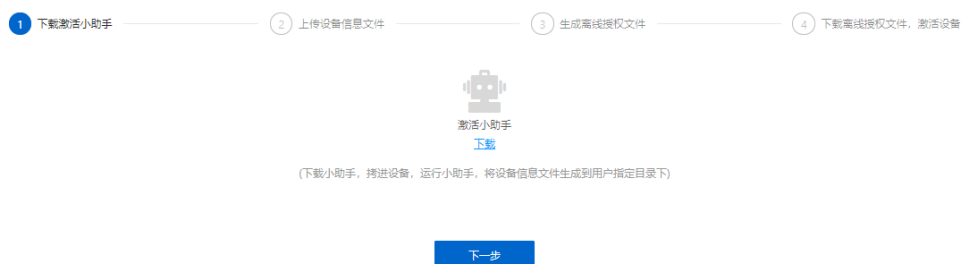 1 下载激活小助手
2 上传设备信息文件
3 生成离线授权文件
4 下载离线授权文件，激活设备
激活小助手
下载
(下载小助手，拷进设备，运行小助手，将设备信息文件生成到用户指定目录下)
下一步